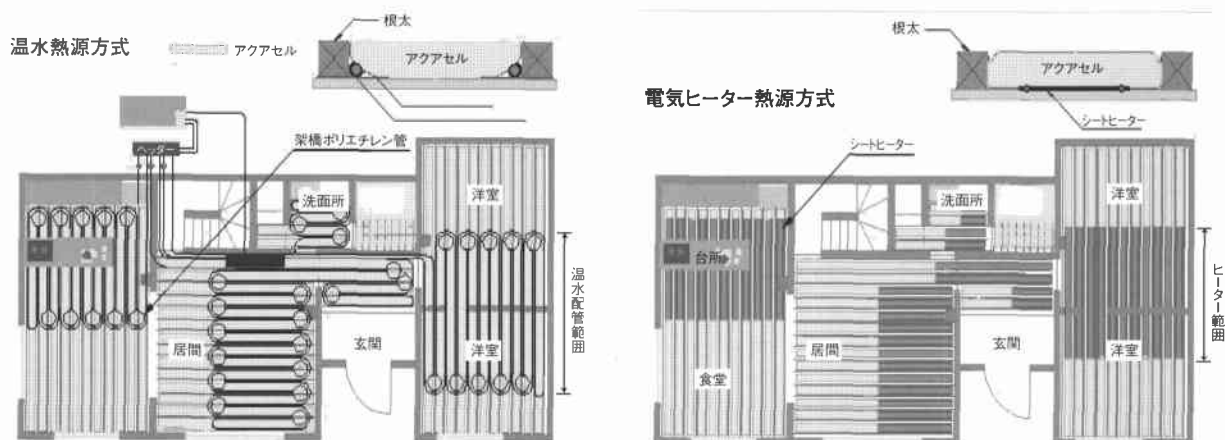 温水熱源方式
アクアセル
根太
アクアセル
架橋ポリエチレン管
ヘッダー
洗面所
洋室
居間
玄関
洋室
温水配管範囲
電気ヒーター熱源方式
根太
アクアセル
シートヒーター
シートヒーター
洗面所
洋室
台所
居間
玄関
洋室
食堂
ヒーター範囲